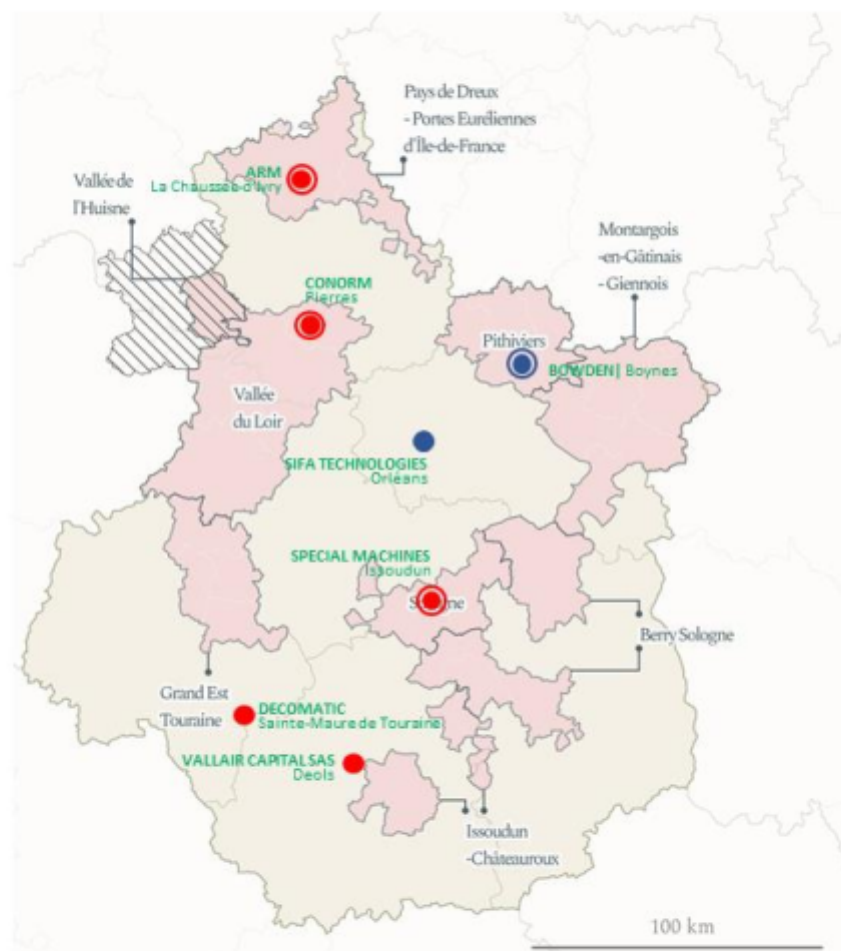 Pays de Dreux
- Portes Euréliennes
d'Île-de-France
ARM
La Chaussée-d'Ivry
Vallée de
l'Huisne
Montargois
-en-Gâtinais
- Giennois
CONORM
Pierres
Pithiviers
BOWDEN| Boynes
Vallée
du Loir
SIFA TECHNOLOGIES
Orléans
SPECIAL MACHINES
Issoudun
Berry Sologne
Grand Est
Touraine
DECOMATIC
Sainte-Maure de Touraine
VALLAIR CAPITAL SAS
Deols
Issoudun
-Châteauroux
100 km